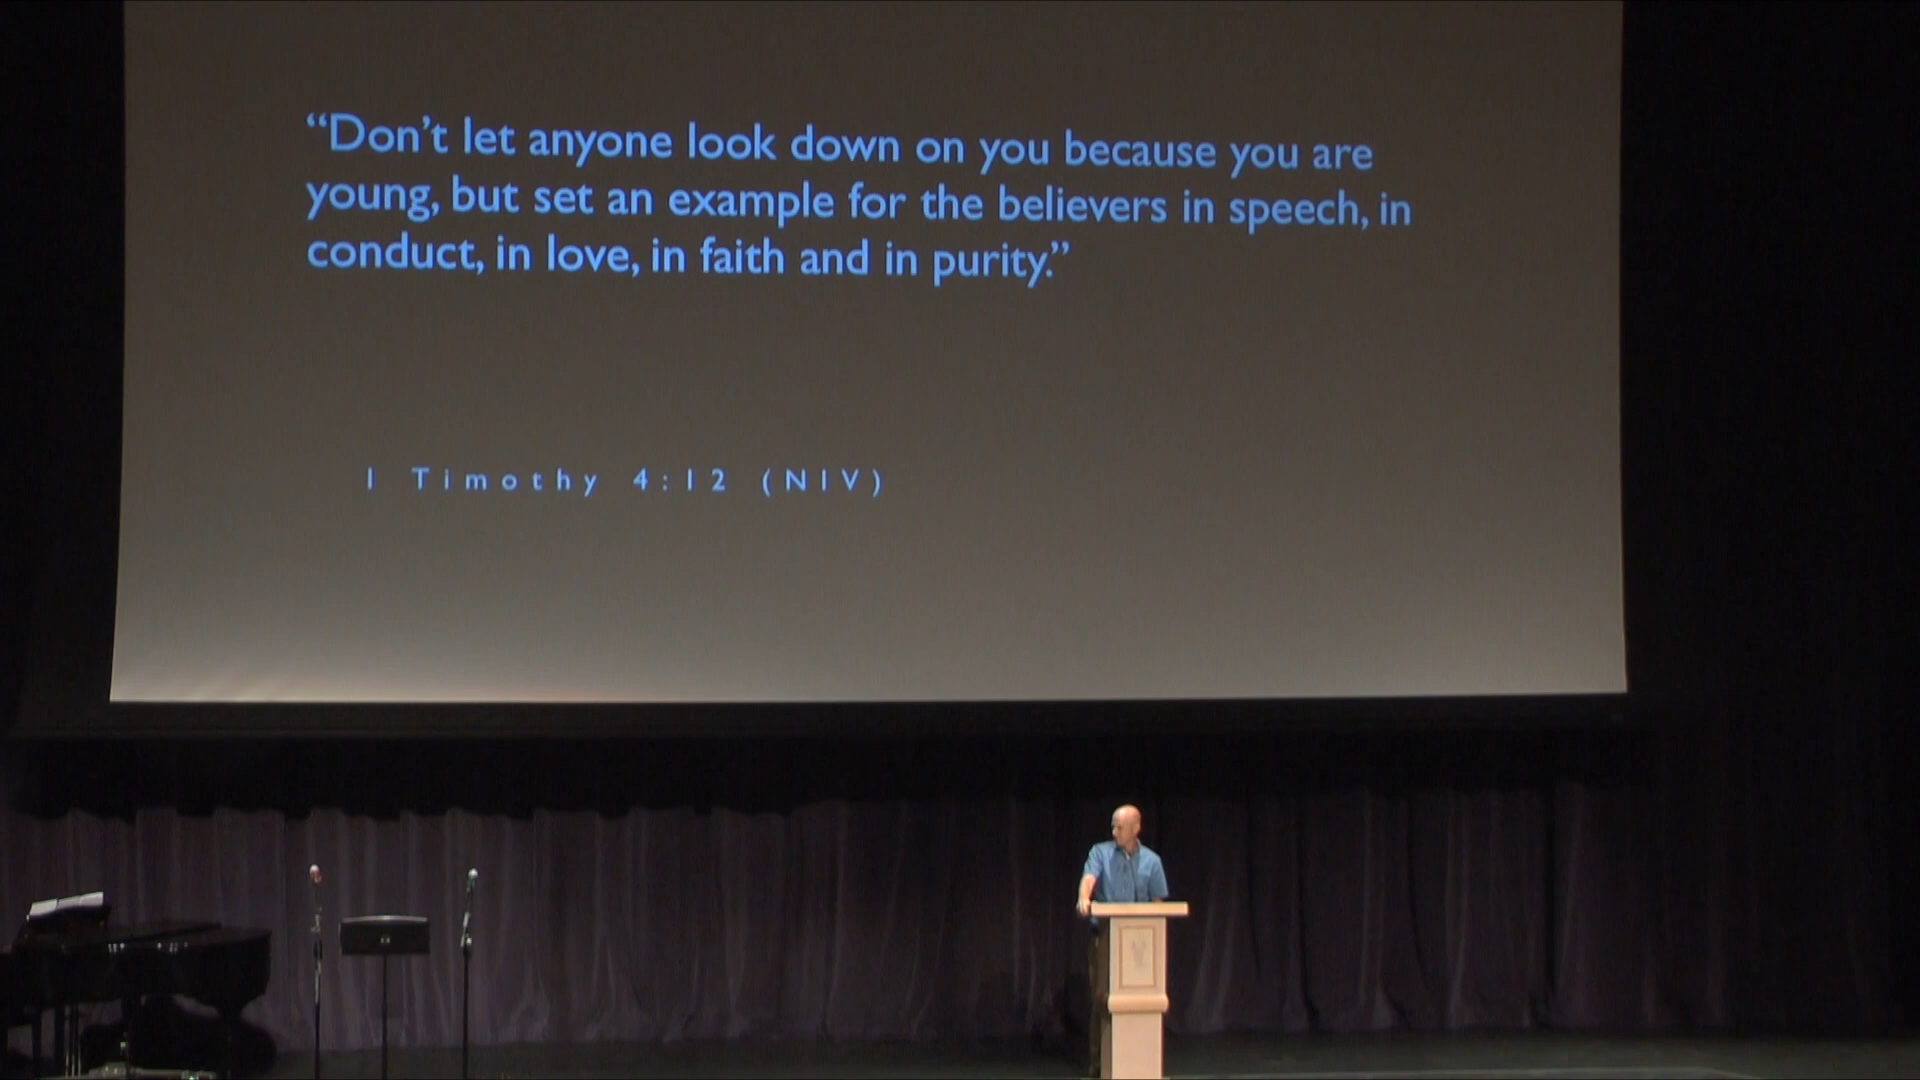 “Don’t let anyone look down on you because you are
young, but set an example for the believers in speech, in
conduct, in love, in faith and in purity.”
1 Timothy 4:12 (NIV)